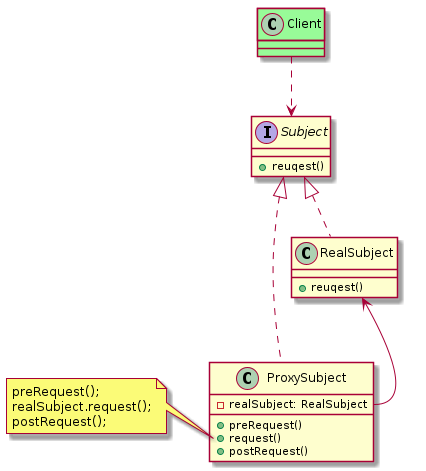 C Client
I Subject
reuqest()
C RealSubject
reuqest()
C ProxySubject
realSubject: RealSubject
preRequest()
request()
postRequest()
preRequest();
realSubject.request();
postRequest();